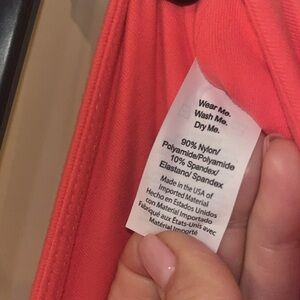 Wear Me.
Wash Me.
Dry Me.
90% Nylon/
Polyamide/Polyamide
10% Spandex/
Elastano/ Spandex
Made in the USA of
Imported Material
Hecho en Estados Unidos
con Material Importado
Fabriqué aux États-Unis avec
Matérial Importé